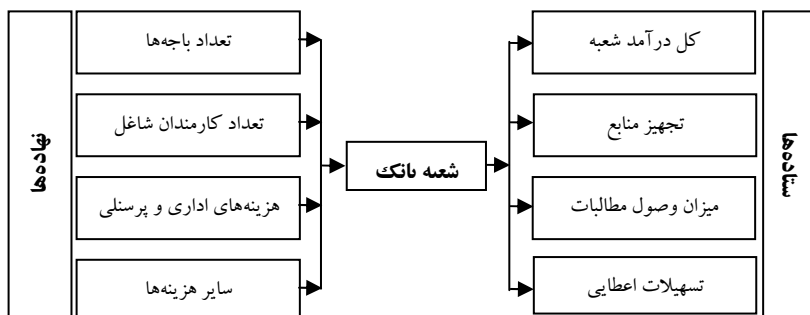 نهاده‌ها
تعداد باجه‌ها
تعداد کارمندان شاغل
هزینه‌های اداری و پرسنلی
سایر هزینه‌ها
شعبه بانک
کل درآمد شعبه
تجهیز منابع
میزان وصول مطالبات
تسهیلات اعطایی
ستاده‌ها